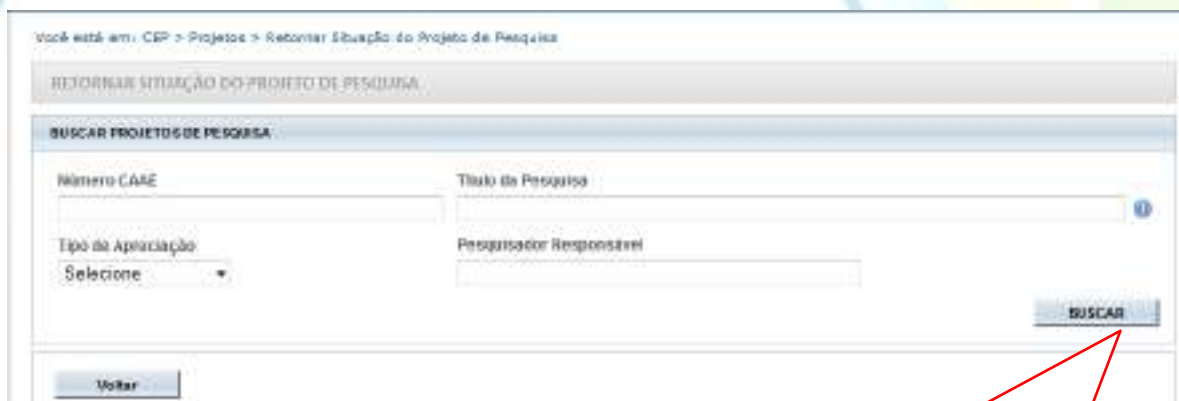 Você está em: CEP > Projetos > Retornar Situação do Projeto de Pesquisa
RETORNAR SITUAÇÃO DO PROJETO DE PESQUISA
BUSCAR PROJETOS DE PESQUISA
Número CAAE Título da Pesquisa
Tipo de Apreciação Pesquisador Responsável
Selecione
BUSCAR
Voltar